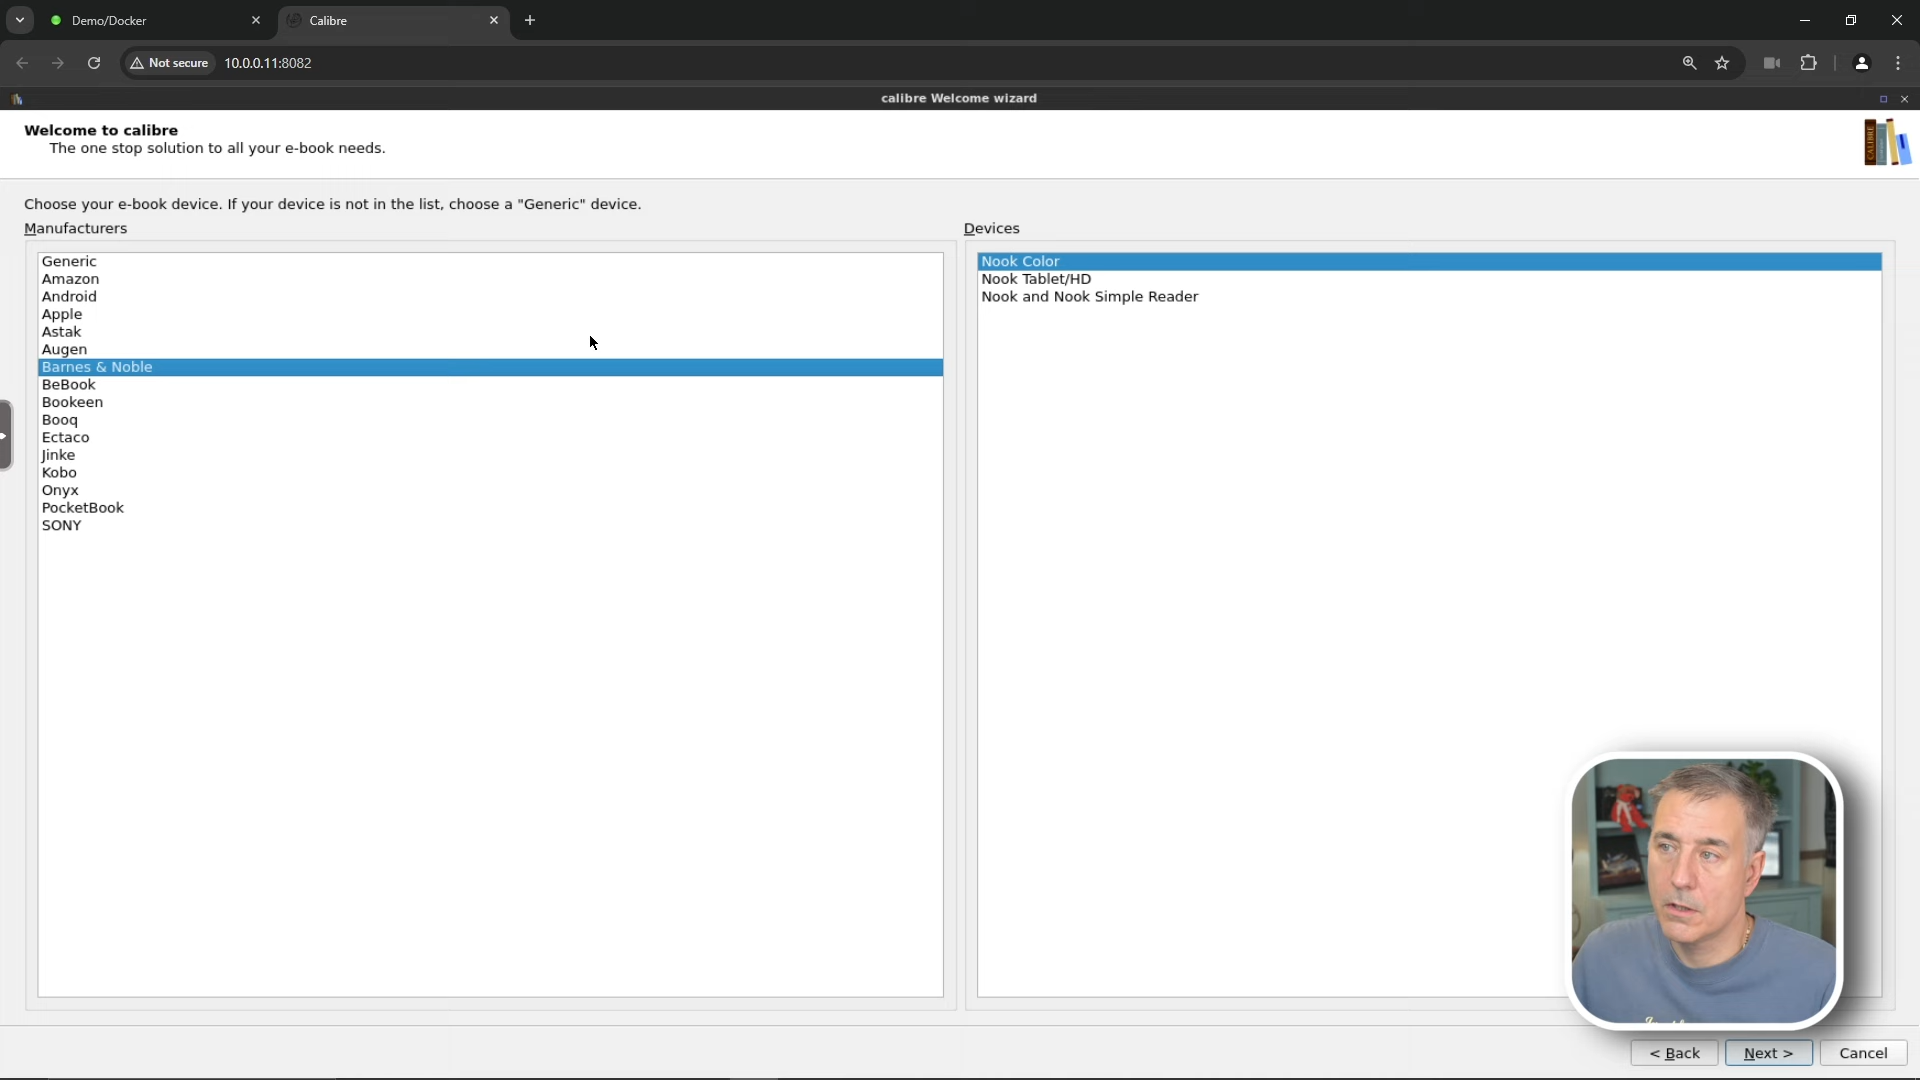 Demo/Docker
Calibre
Not secure
10.0.0.11:8082
calibre Welcome wizard
Welcome to calibre
The one stop solution to all your e-book needs.
CALIBRE
Choose your e-book device. If your device is not in the list, choose a "Generic" device.
Manufacturers
Devices
Generic
Amazon
Android
Apple
Astak
Augen
Barnes & Noble
BeBook
Bookeen
Booq
Ectaco
Jinke
Kobo
Onyx
PocketBook
SONY
Nook Color
Nook Tablet/HD
Nook and Nook Simple Reader
< Back
Next >
Cancel